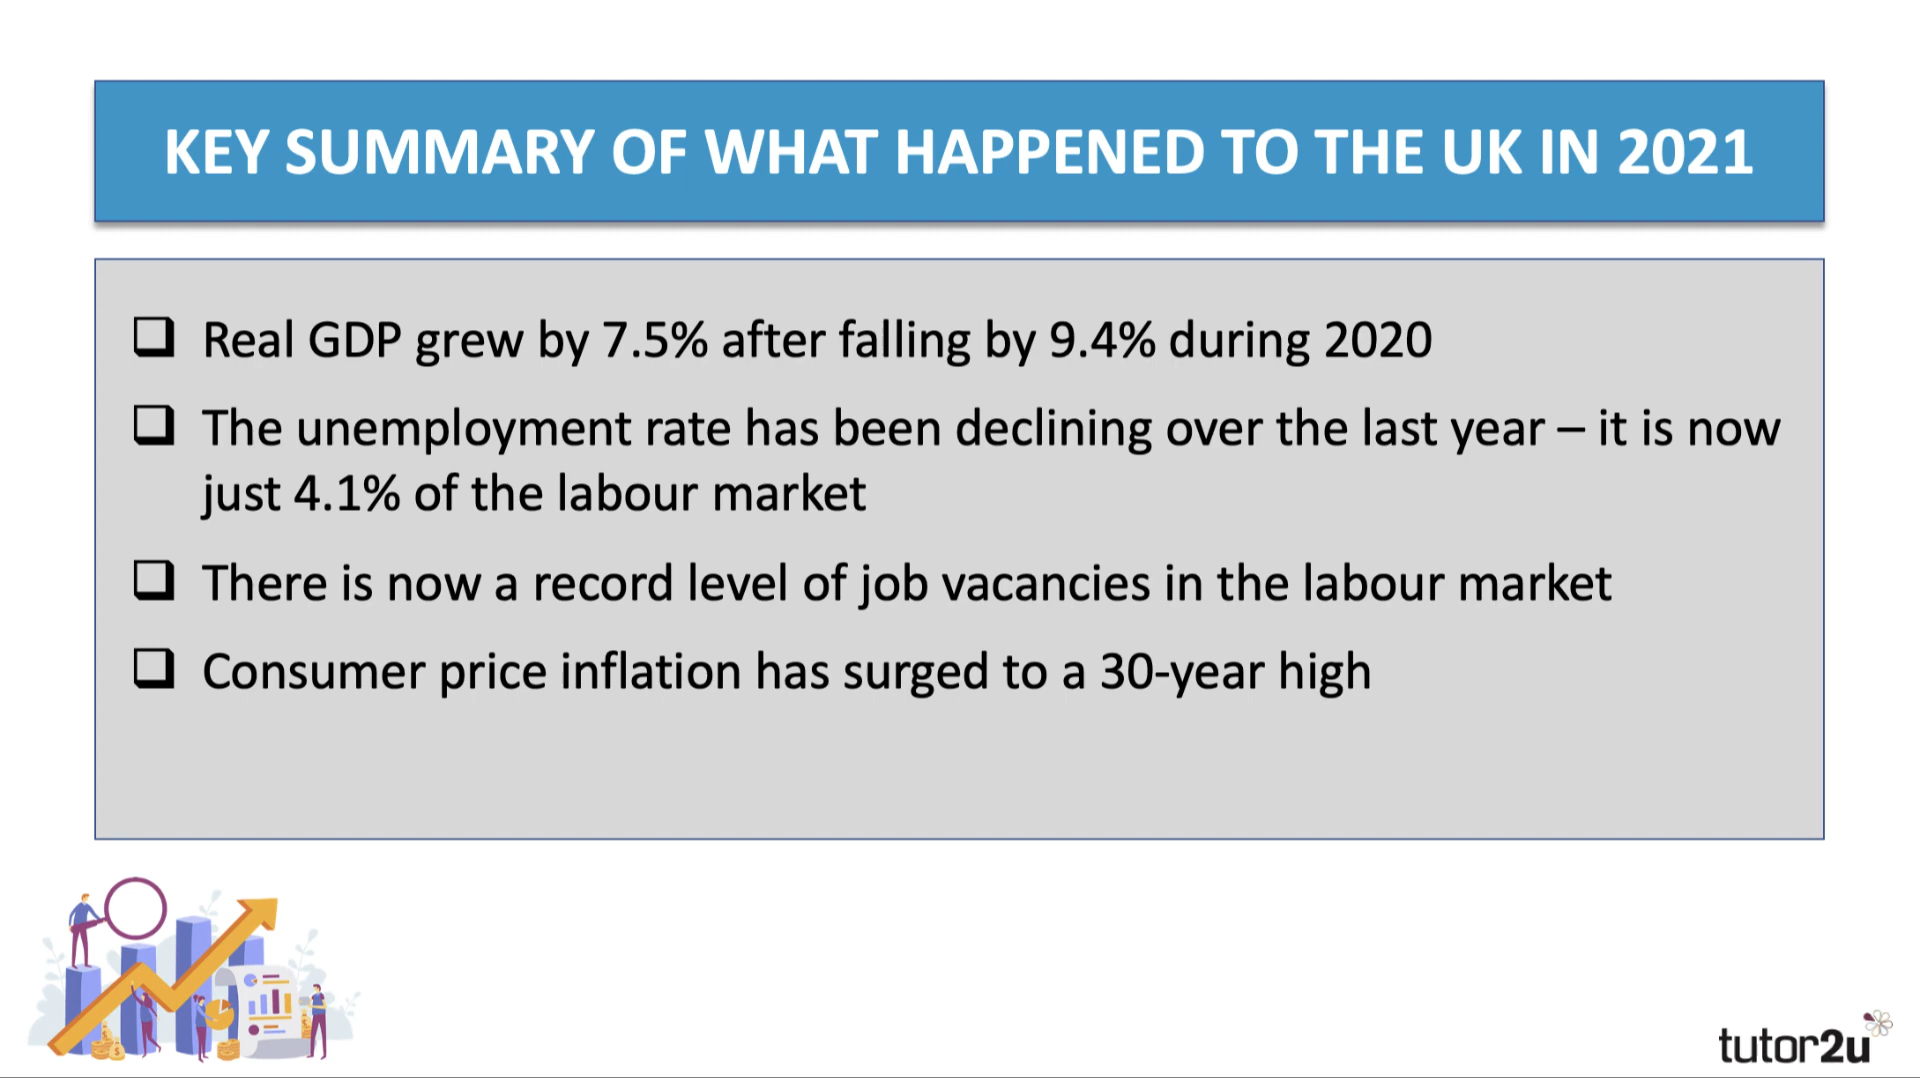 KEY SUMMARY OF WHAT HAPPENED TO THE UK IN 2021
Real GDP grew by 7.5% after falling by 9.4% during 2020
The unemployment rate has been declining over the last year – it is now
just 4.1% of the labour market
There is now a record level of job vacancies in the labour market
Consumer price inflation has surged to a 30-year high
tutor2u